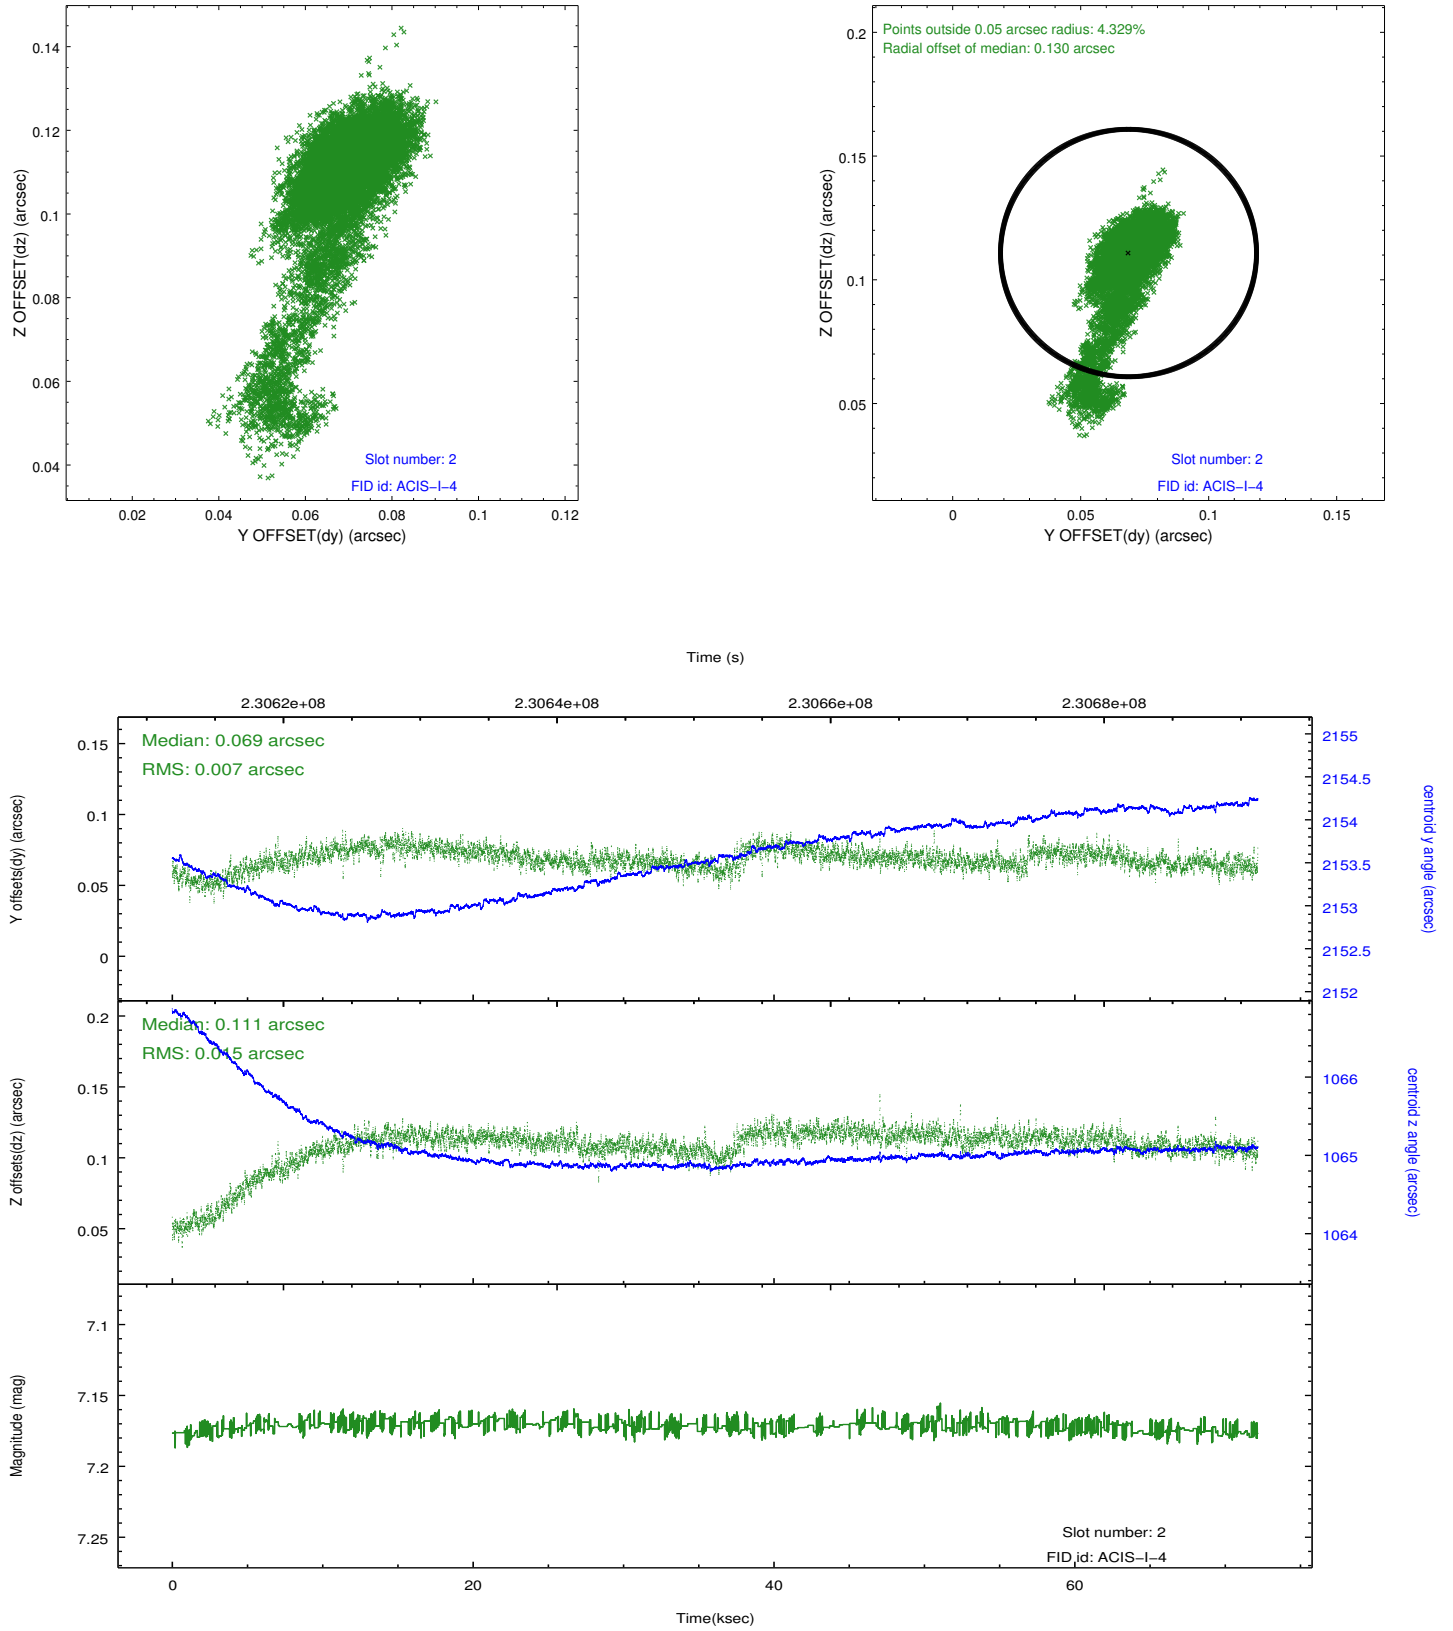 0.14
0.12
0.1
0.08
0.06
0.04
Z OFFSET(dz) (arcsec)
Slot number: 2
FID id: ACIS-I-4
0.02
0.04
0.06
0.08
0.1
0.12
Y OFFSET(dy) (arcsec)
Points outside 0.05 arcsec radius: 4.329%
Radial offset of median: 0.130 arcsec
0.2
0.15
0.1
0.05
Z OFFSET(dz) (arcsec)
Slot number: 2
FID id: ACIS-I-4
0
0.05
0.1
0.15
Y OFFSET(dy) (arcsec)
Time (s)
2.3062e+08
2.3064e+08
2.3066e+08
2.3068e+08
Median: 0.069 arcsec
RMS: 0.007 arcsec
0.15
0.1
0.05
0
Y offsets(dy) (arcsec)
2155
2154.5
2154
2153.5
2153
2152.5
2152
centroid y angle (arcsec)
Median: 0.111 arcsec
RMS: 0.015 arcsec
0.2
0.15
0.1
0.05
Z offsets(dz) (arcsec)
1066
1065
1064
centroid z angle (arcsec)
7.1
7.15
7.2
7.25
Magnitude (mag)
Slot number: 2
FID id: ACIS-I-4
0
20
40
60
Time(ksec)